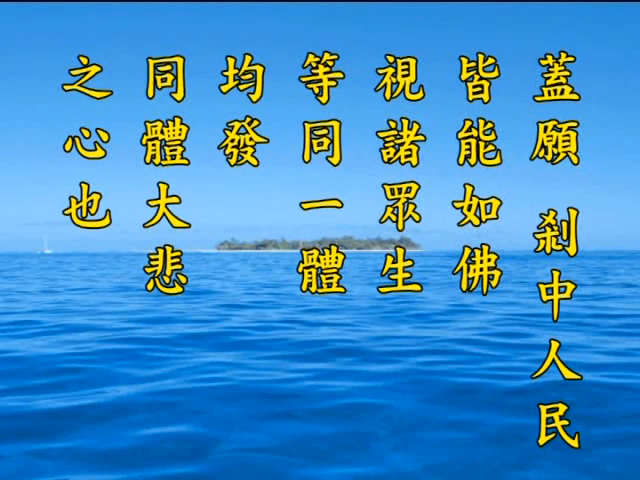 蓋願 剎中人民
皆能如佛
視諸眾生
等同一體
均發
同體大悲
之心也